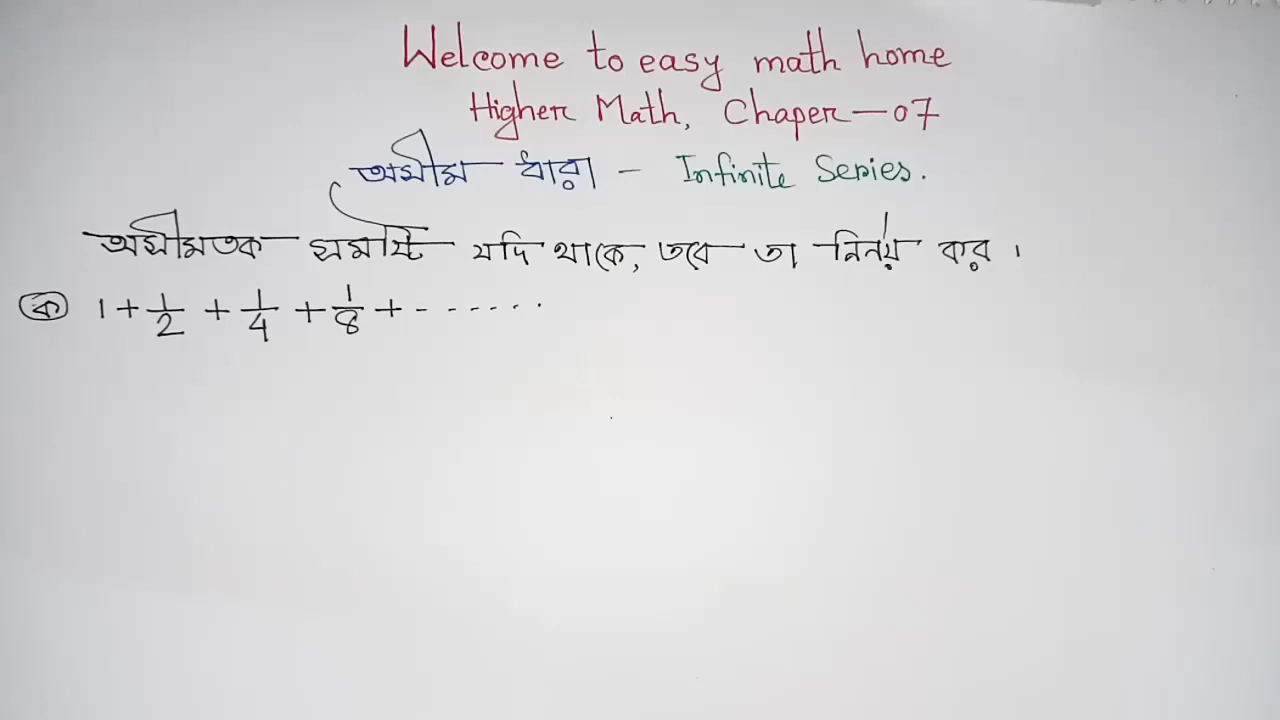 Welcome to easy math home
Higher Math, Chaper—07
অসীম ধারা – Infinite Series.
অসীমতক সমষ্টি যদি থাকে, তবে তা নির্নয় কর।
ক 1 + 1/2 + 1/4 + 1/8 + - - - - - - .